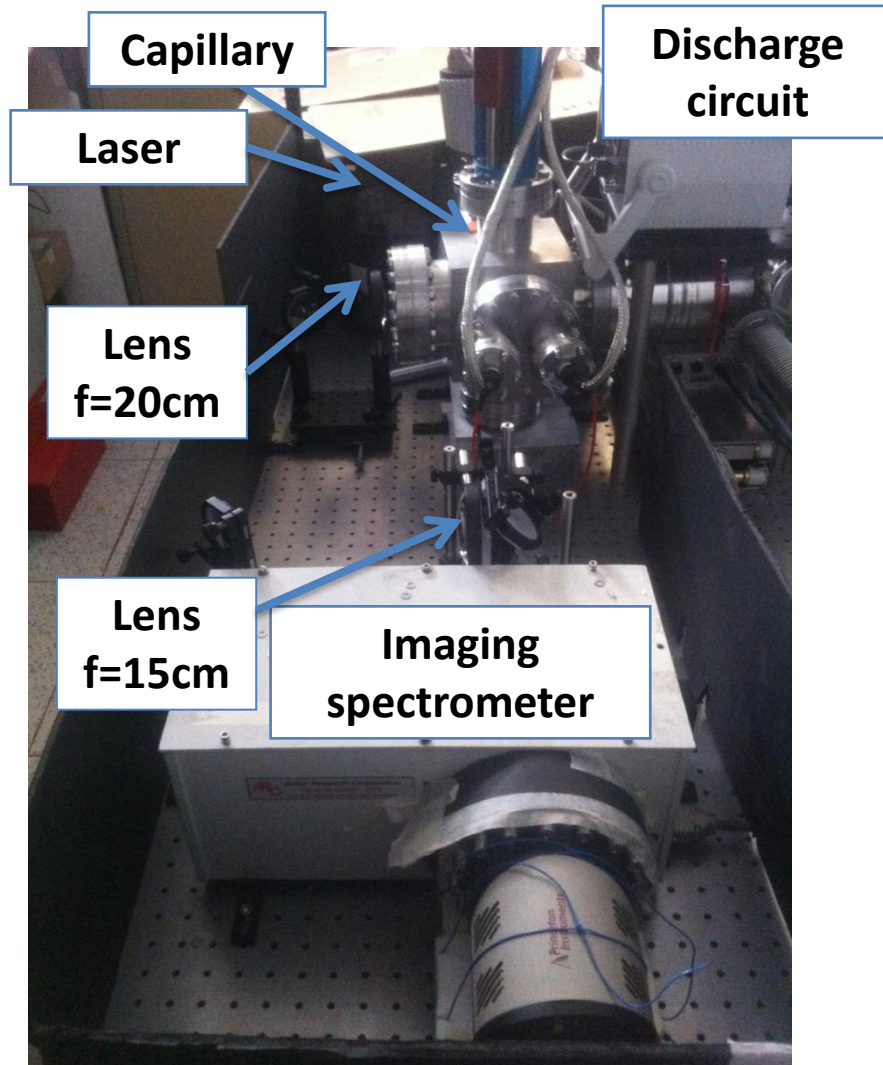 Capillary
Discharge
circuit
Laser
Lens
f=20cm
Lens
f=15cm
Imaging
spectrometer
Princeton
Instruments